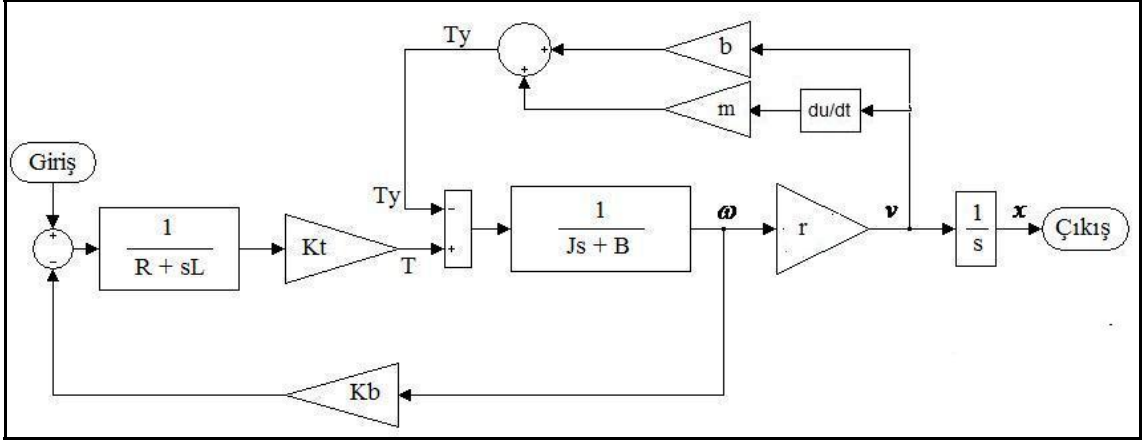 Ty
b
m
du/dt
Giriş
Ty
+
+
+
-
1
R + sL
Kt
T
-
+
1
Js + B
ω
r
v
1
s
x
Çıkış
Kb